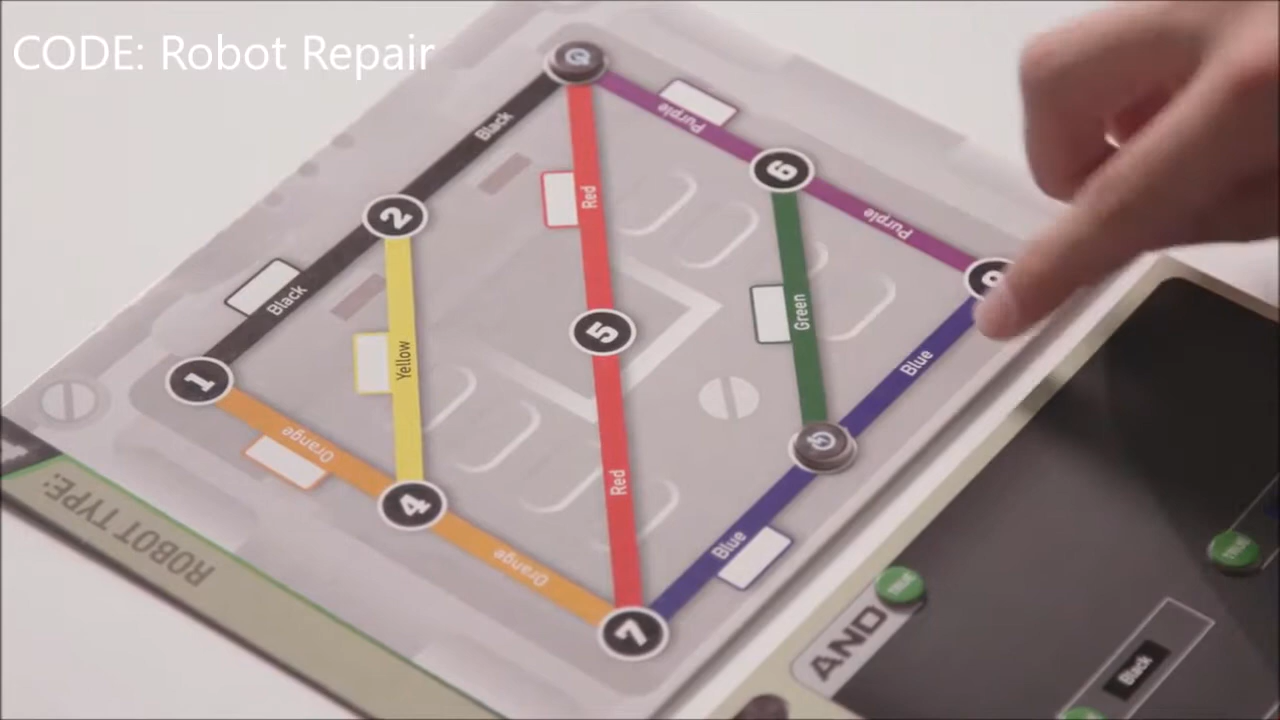 CODE: Robot Repair
Black
Purple
Red
6
2
Purple
Black
Green
Yellow
5
Blue
1
Orange
Red
4
Blue
Orange
7
ROBOT TYPE:
AND
Black